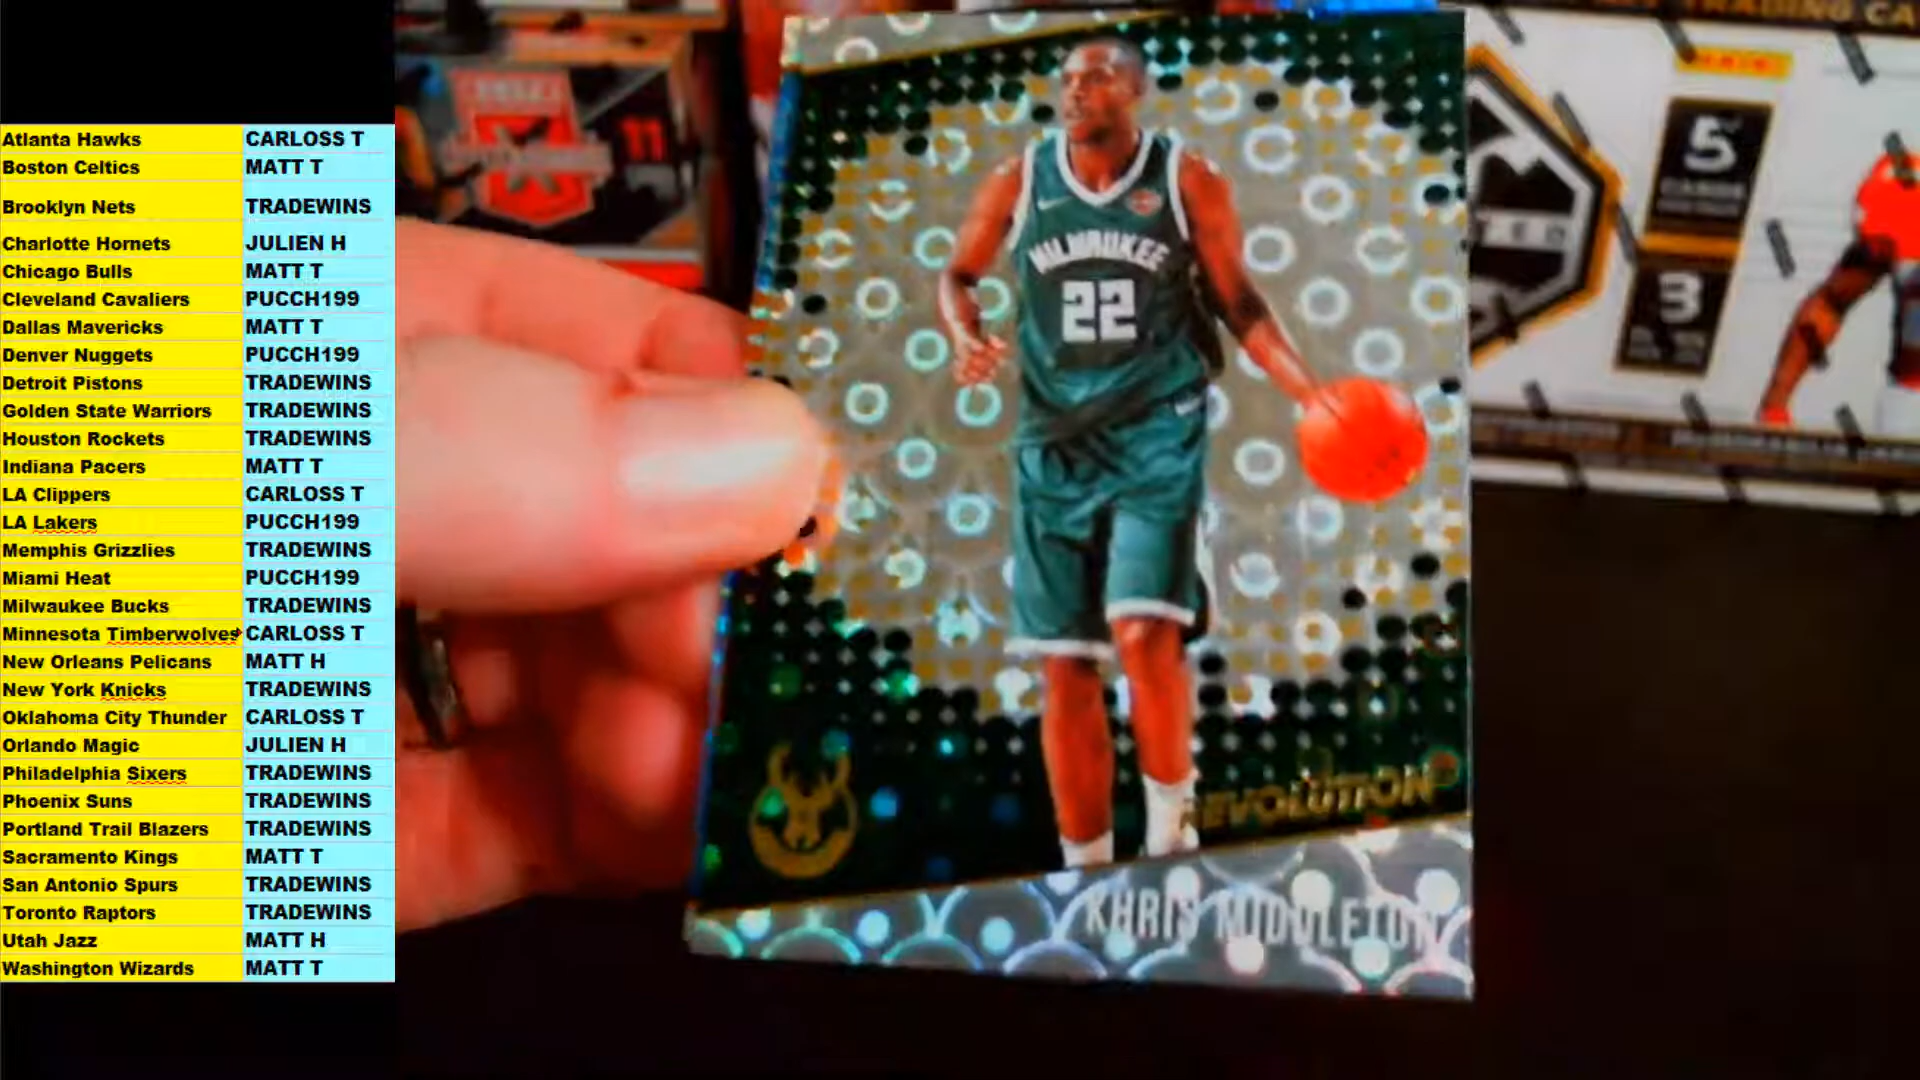 Atlanta Hawks CARLOSS T
Boston Celtics MATT T
Brooklyn Nets TRADEWINS
Charlotte Hornets JULIEN H
Chicago Bulls MATT T
Cleveland Cavaliers PUCCH199
Dallas Mavericks MATT T
Denver Nuggets PUCCH199
Detroit Pistons TRADEWINS
Golden State Warriors TRADEWINS
Houston Rockets TRADEWINS
Indiana Pacers MATT T
LA Clippers CARLOSS T
LA Lakers PUCCH199
Memphis Grizzlies TRADEWINS
Miami Heat PUCCH199
Milwaukee Bucks TRADEWINS
Minnesota Timberwolves CARLOSS T
New Orleans Pelicans MATT H
New York Knicks TRADEWINS
Oklahoma City Thunder CARLOSS T
Orlando Magic JULIEN H
Philadelphia Sixers TRADEWINS
Phoenix Suns TRADEWINS
Portland Trail Blazers TRADEWINS
Sacramento Kings MATT T
San Antonio Spurs TRADEWINS
Toronto Raptors TRADEWINS
Utah Jazz MATT H
Washington Wizards MATT T
MILWAUKEE
22
REVOLUTION
KHRIS MIDDLETON
11
TRADING CA
5
CARDS
3